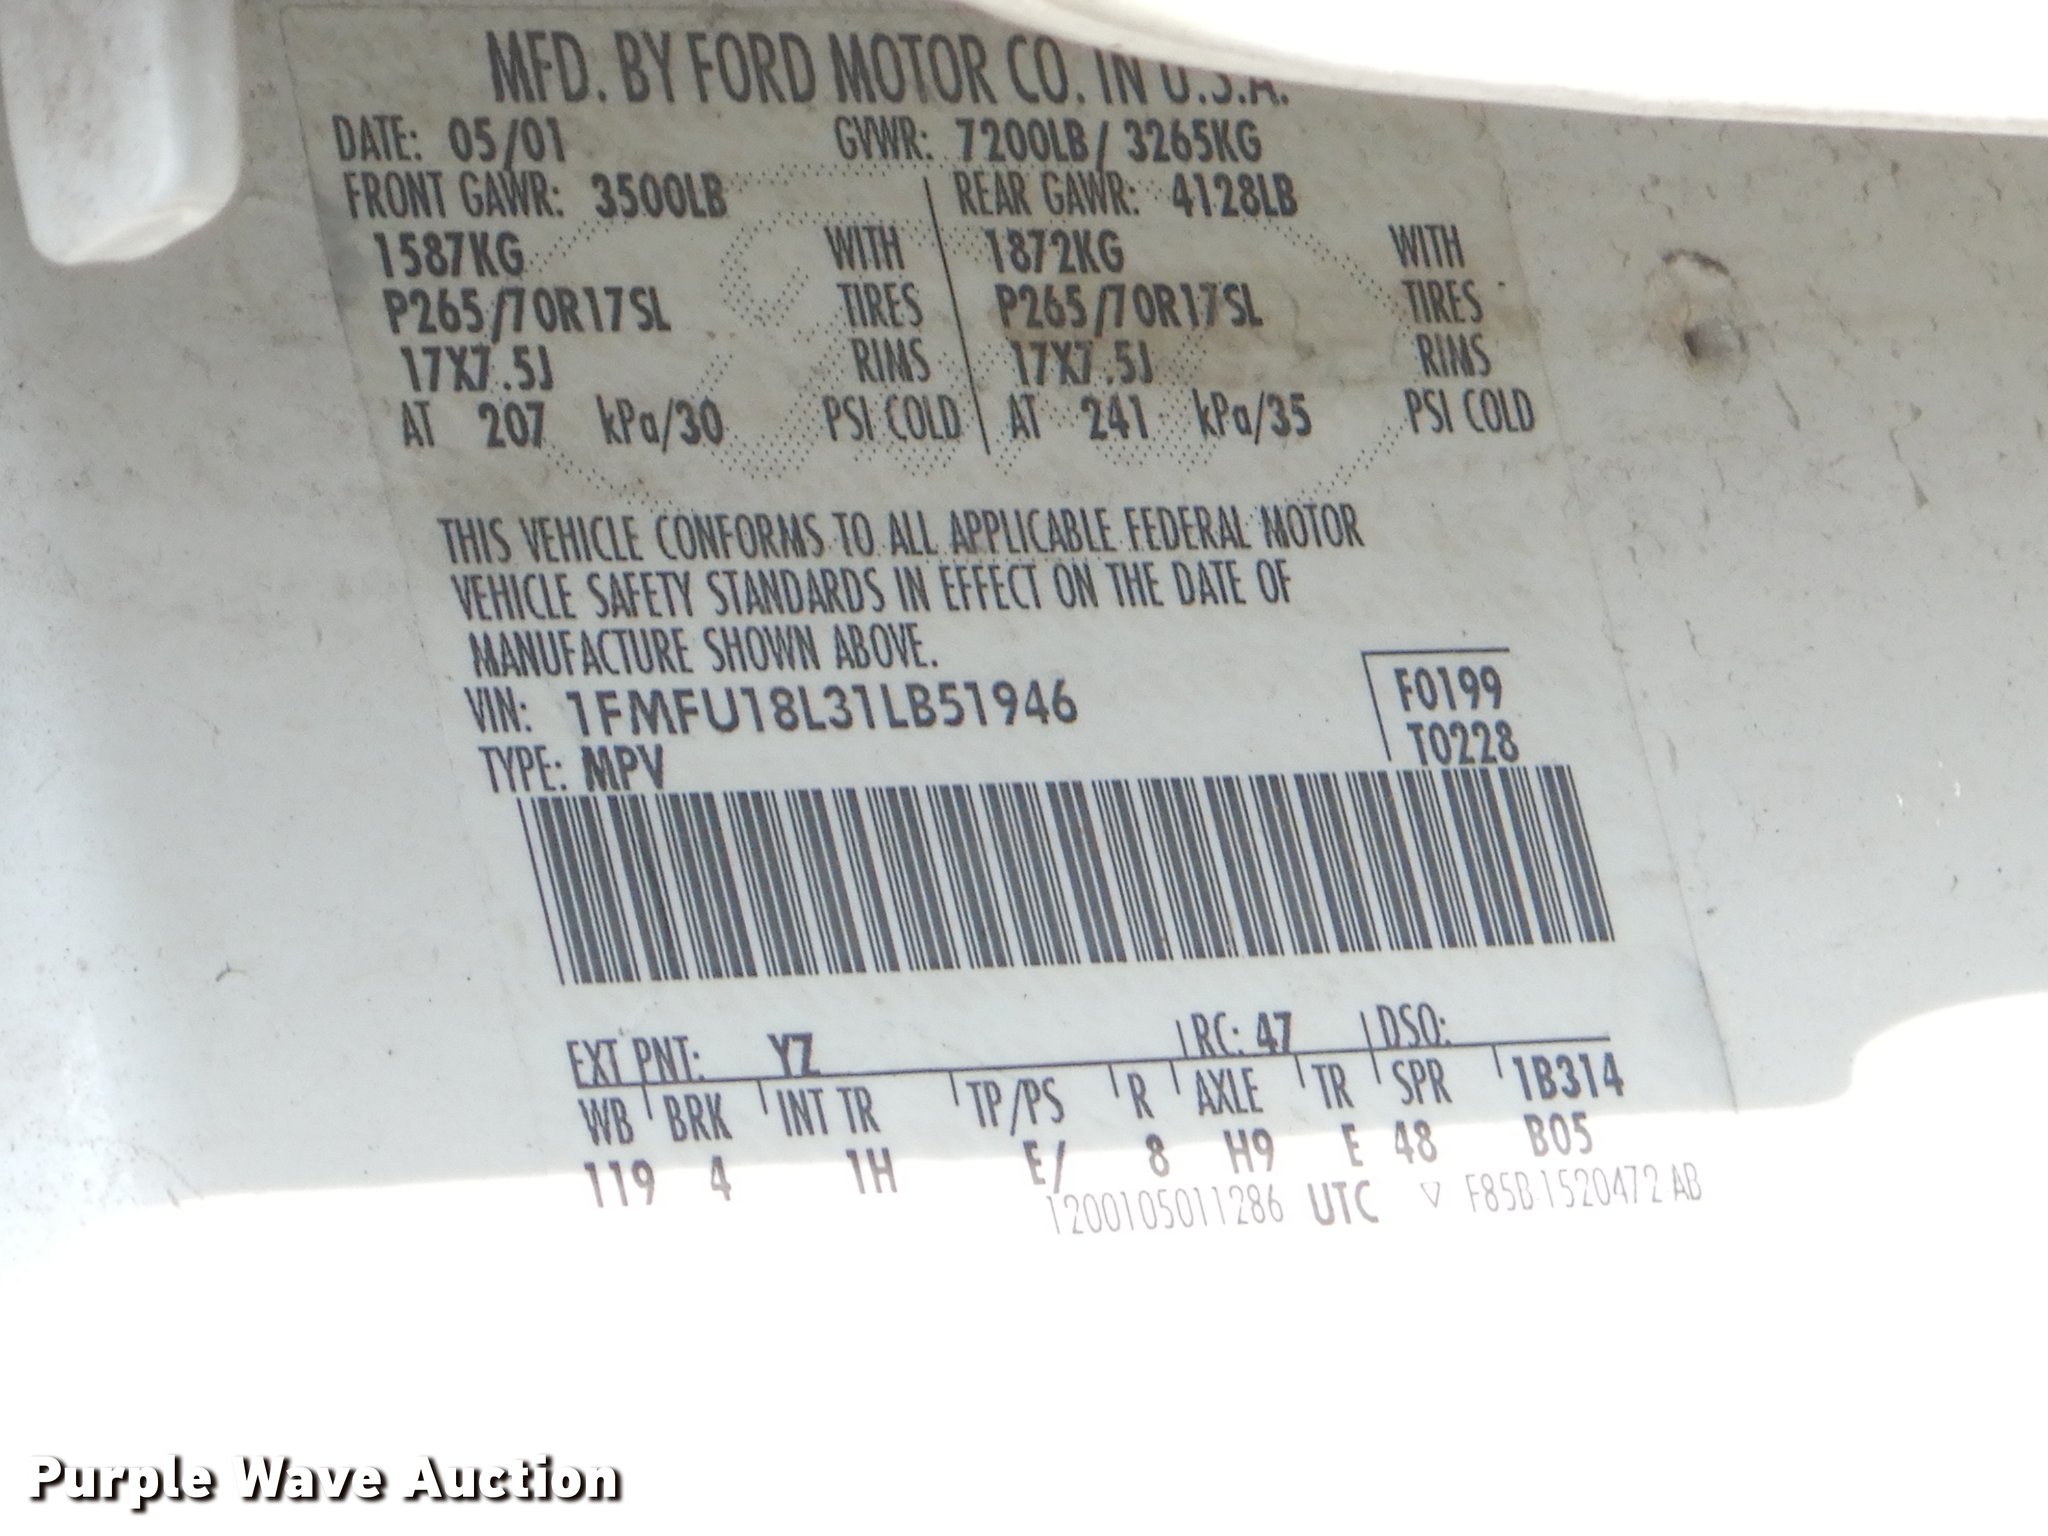 MFD. BY FORD MOTOR CO. IN U.S.A.
DATE: 05/01 GVWR: 7200LB/ 3265KG
FRONT GAWR: 3500LB REAR GAWR: 4128LB
1587KG WITH 1872KG WITH
P265/70R17SL TIRES P265/70R17SL TIRES
17X7.5J RIMS 17X7.5J RIMS
AT 207 kPa/30 PSI COLD AT 241 kPa/35 PSI COLD
THIS VEHICLE CONFORMS TO ALL APPLICABLE FEDERAL MOTOR
VEHICLE SAFETY STANDARDS IN EFFECT ON THE DATE OF
MANUFACTURE SHOWN ABOVE.
VIN: 1FMFU18L31LB51946 F0199
TYPE: MPV T0228
EXT PNT: YZ RC: 47 DSO:
WB BRK INT TR TP/PS R AXLE TR SPR 1B314
119 4 1H E/ 8 H9 E 48 B05
1200105011286 UTC ▽ F85B 1520472 AB
Purple Wave Auction